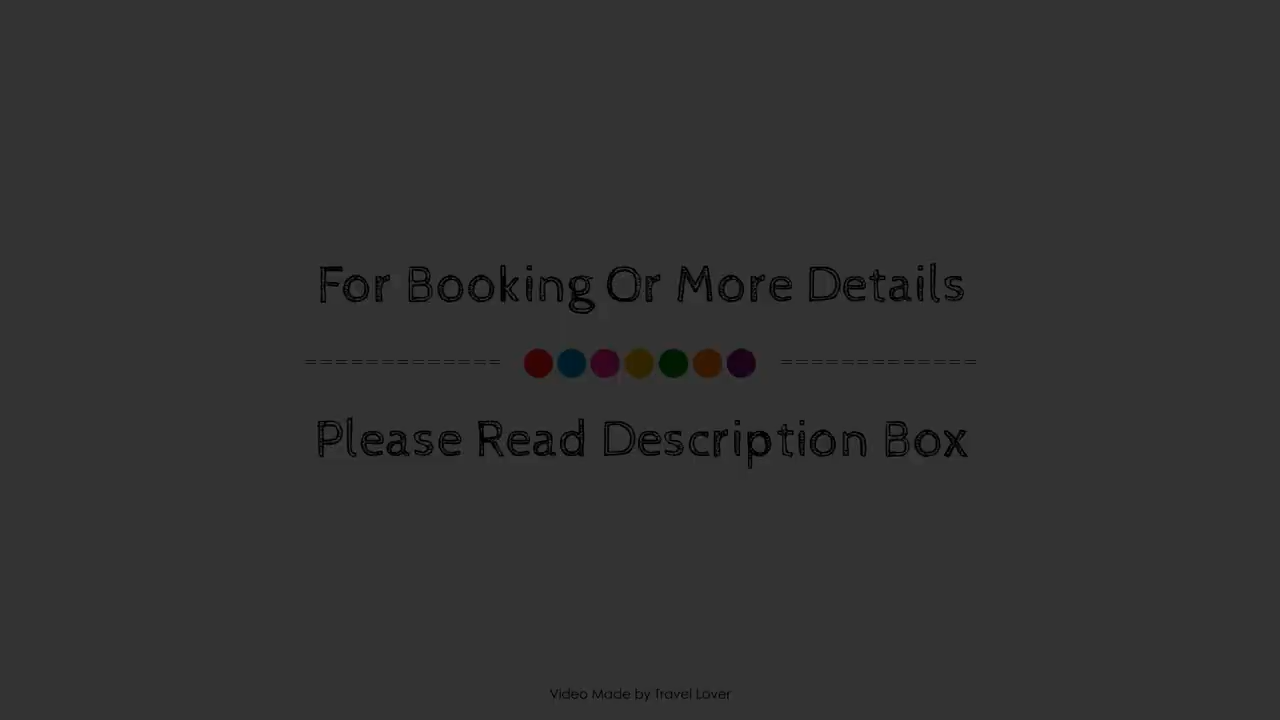 For Booking Or More Details
============= =============
Please Read Description Box
Video Made by Travel Lover